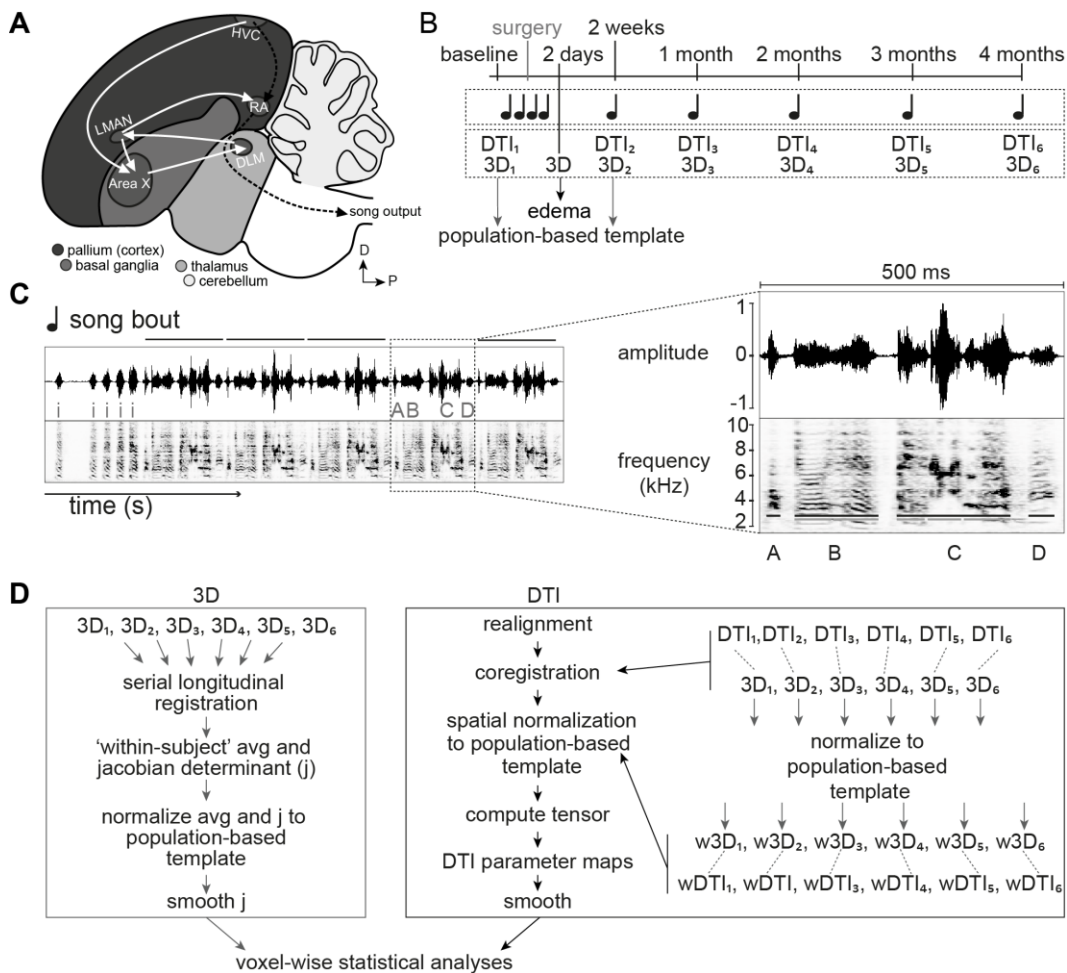 A
HVC
LMAN
RA
DLM
Area X
song output
pallium (cortex)
basal ganglia
thalamus
cerebellum
D
P
B
surgery
2 weeks
baseline
2 days
1 month
2 months
3 months
4 months
DTI₁ DTI₂ DTI₃ DTI₄ DTI₅ DTI₆
3D₁ 3D 3D₂ 3D₃ 3D₄ 3D₅ 3D₆
edema
population-based template
C
song bout
i i i i i
A B C D
time (s)
500 ms
amplitude
1
0
-1
frequency
(kHz)
10
8
6
4
2
A B C D
D
3D
3D₁, 3D₂, 3D₃, 3D₄, 3D₅, 3D₆
serial longitudinal
registration
‘within-subject’ avg and
jacobian determinant (j)
normalize avg and j to
population-based
template
smooth j
DTI
realignment
coregistration
spatial normalization
to population-based
template
compute tensor
DTI parameter maps
smooth
DTI₁, DTI₂, DTI₃, DTI₄, DTI₅, DTI₆
3D₁, 3D₂, 3D₃, 3D₄, 3D₅, 3D₆
normalize to
population-based
template
w3D₁, w3D₂, w3D₃, w3D₄, w3D₅, w3D₆
wDTI₁, wDTI, wDTI₃, wDTI₄, wDTI₅, wDTI₆
voxel-wise statistical analyses